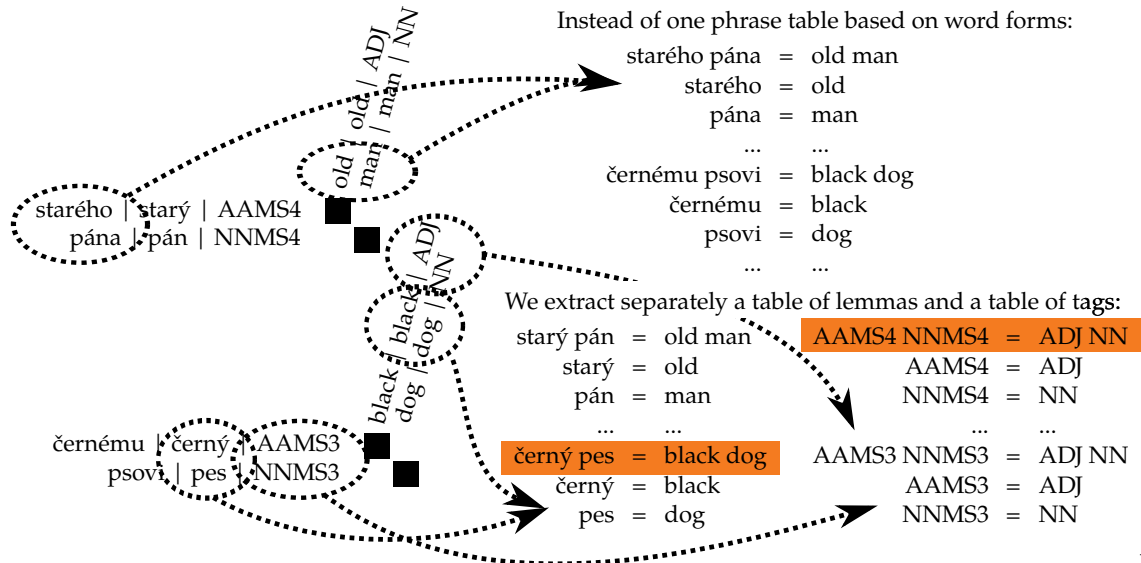 Instead of one phrase table based on word forms:
starého pána = old man
starého = old
pána = man
... ...
černému psovi = black dog
černému = black
psovi = dog
... ...
old | old | ADJ
man | man | NN
starého | starý | AAMS4
pána | pán | NNMS4
black | black | ADJ
dog | dog | NN
černému | černý | AAMS3
psovi | pes | NNMS3
We extract separately a table of lemmas and a table of tags:
starý pán = old man
starý = old
pán = man
... ...
černý pes = black dog
černý = black
pes = dog
AAMS4 NNMS4 = ADJ NN
AAMS4 = ADJ
NNMS4 = NN
... ...
AAMS3 NNMS3 = ADJ NN
AAMS3 = ADJ
NNMS3 = NN